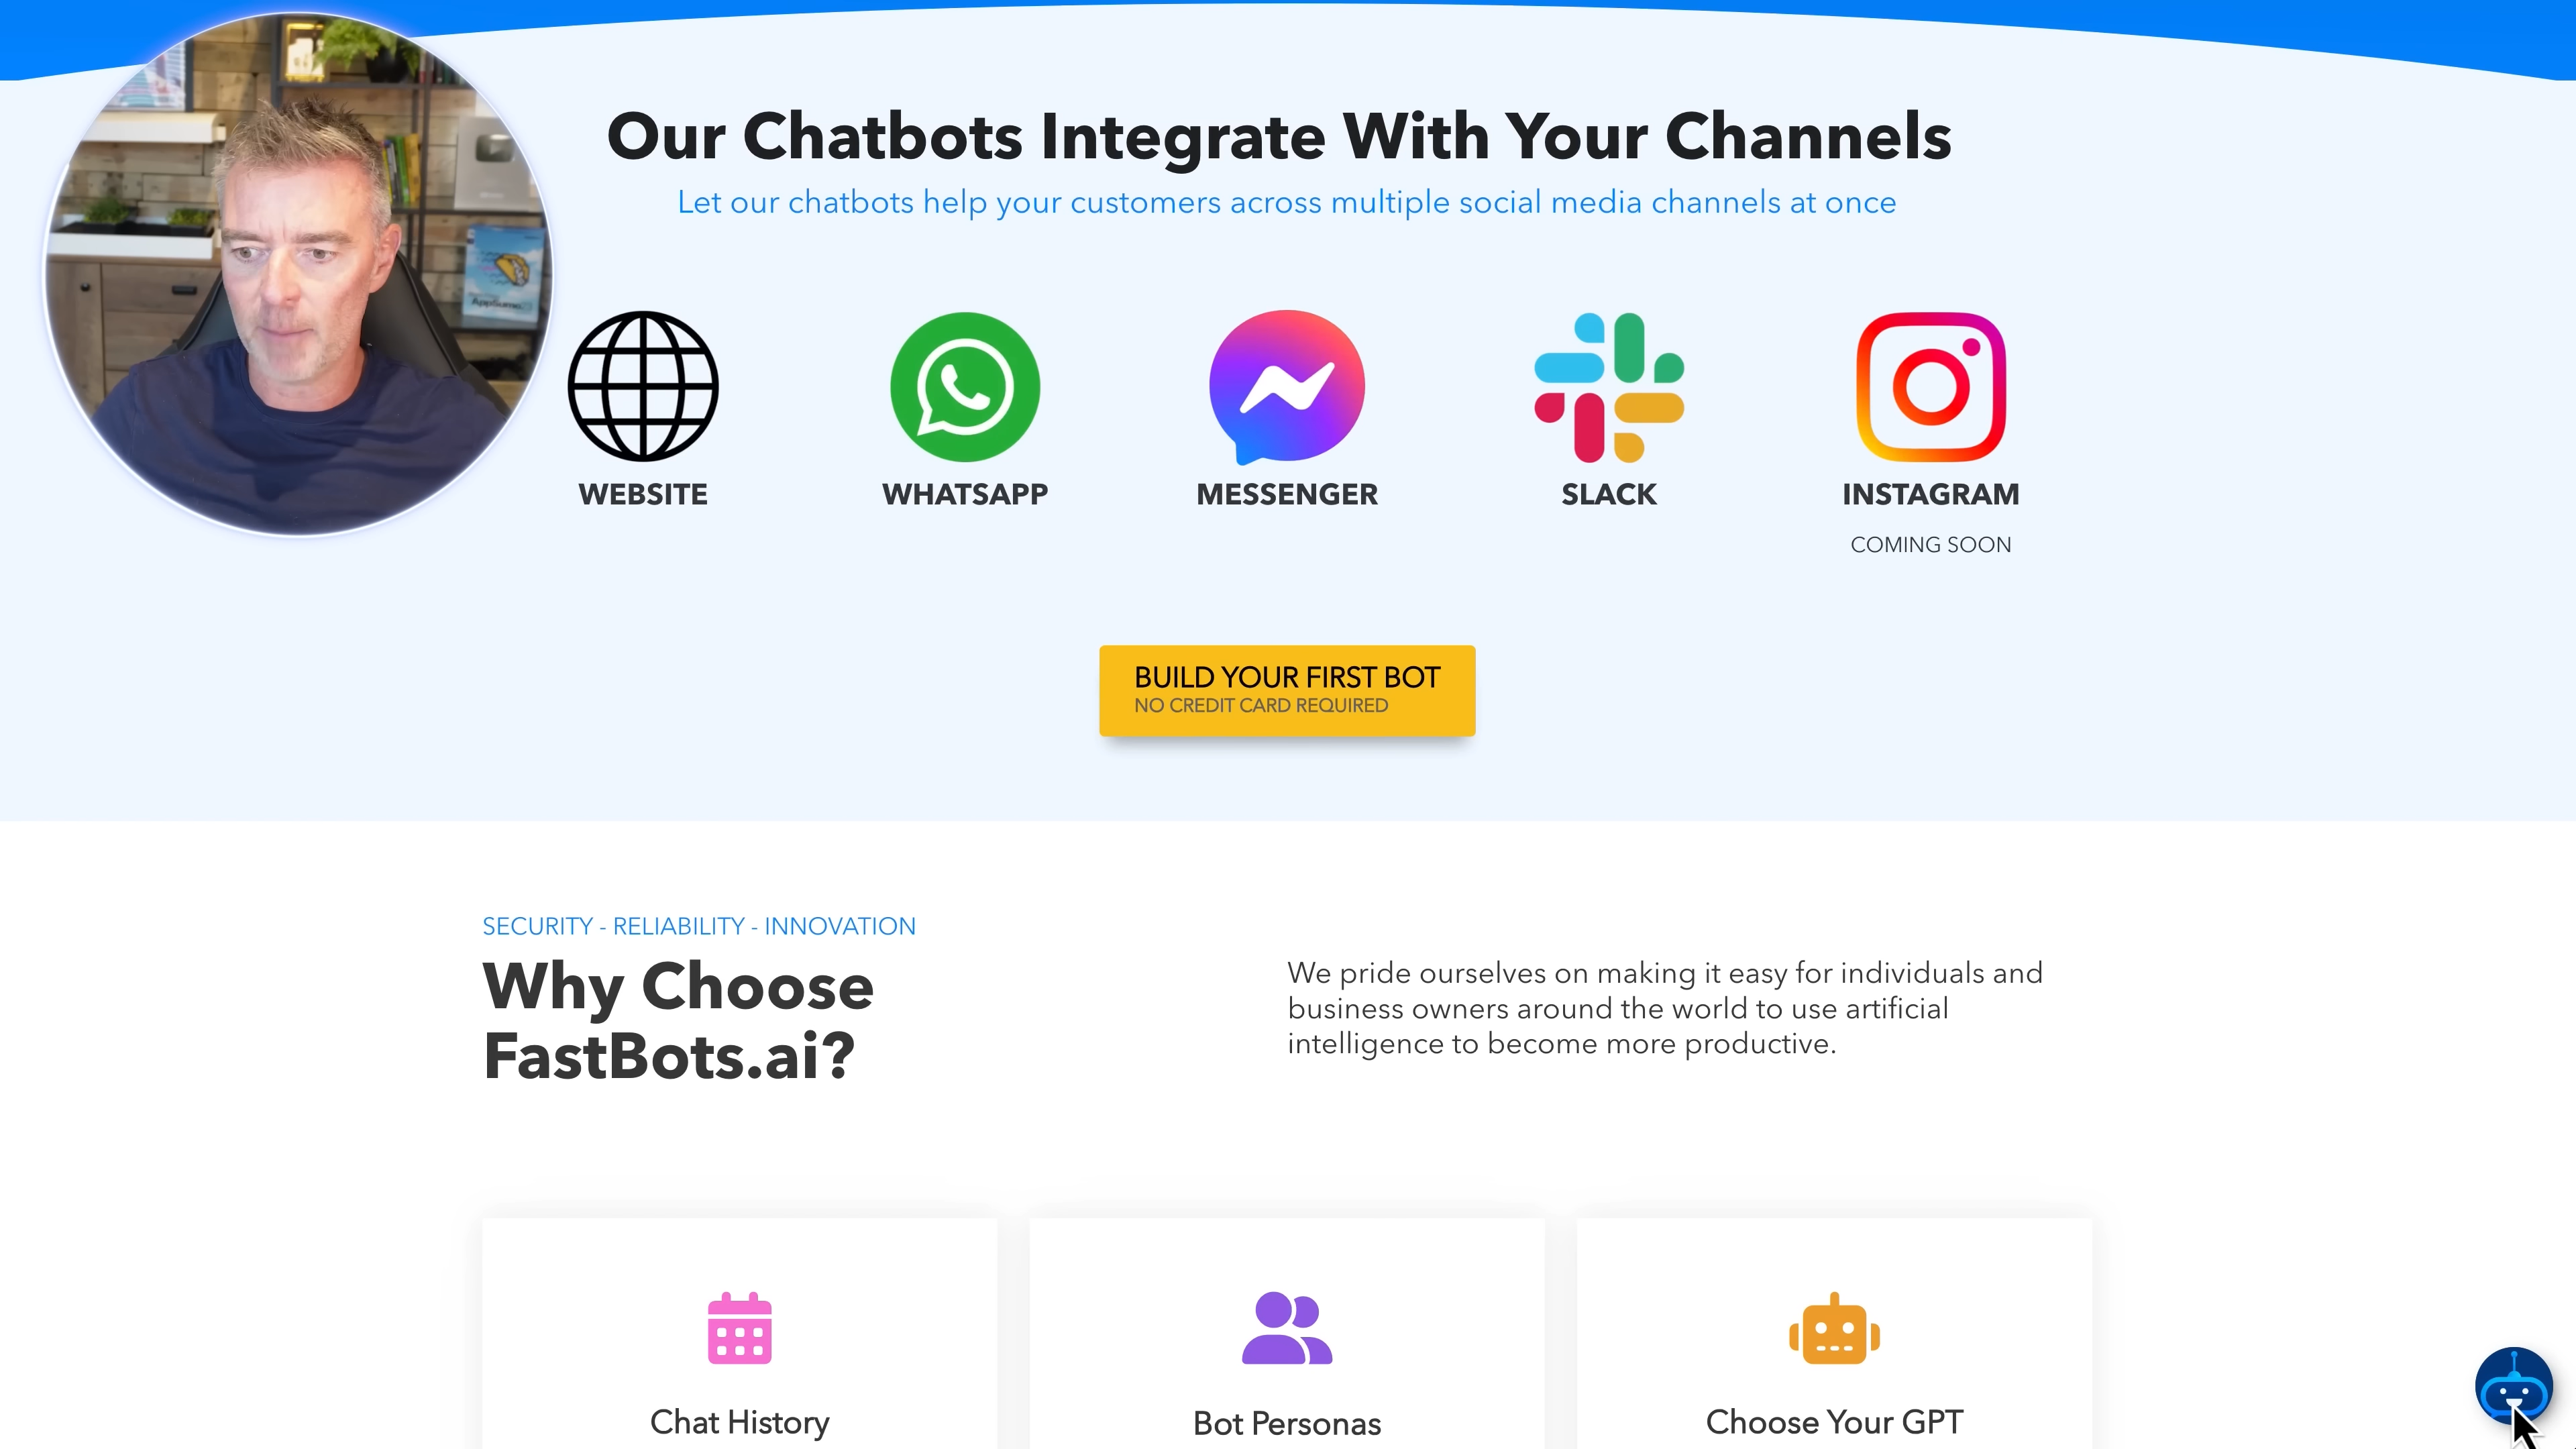 Our Chatbots Integrate With Your Channels
Let our chatbots help your customers across multiple social media channels at once
AppSumo
WEBSITE
WHATSAPP
MESSENGER
SLACK
INSTAGRAM
COMING SOON
BUILD YOUR FIRST BOT
NO CREDIT CARD REQUIRED
SECURITY - RELIABILITY - INNOVATION
Why Choose
FastBots.ai?
We pride ourselves on making it easy for individuals and
business owners around the world to use artificial
intelligence to become more productive.
Chat History
Bot Personas
Choose Your GPT